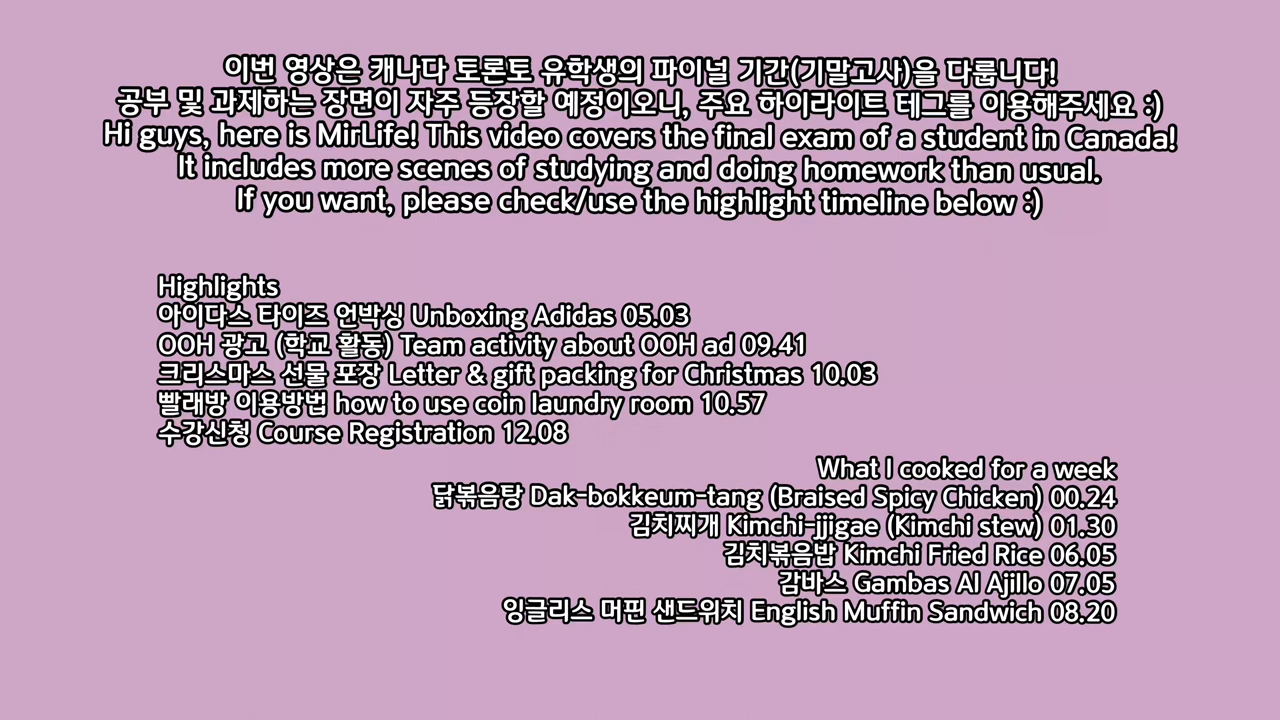 이번 영상은 캐나다 토론토 유학생의 파이널 기간(기말고사)을 다룹니다!
공부 및 과제하는 장면이 자주 등장할 예정이오니, 주요 하이라이트 테그를 이용해주세요 :)
Hi guys, here is MirLife! This video covers the final exam of a student in Canada!
It includes more scenes of studying and doing homework than usual.
If you want, please check/use the highlight timeline below :)
Highlights
아이다스 타이즈 언박싱 Unboxing Adidas 05.03
OOH 광고 (학교 활동) Team activity about OOH ad 09.41
크리스마스 선물 포장 Letter & gift packing for Christmas 10.03
빨래방 이용방법 how to use coin laundry room 10.57
수강신청 Course Registration 12.08
What I cooked for a week
닭볶음탕 Dak-bokkeum-tang (Braised Spicy Chicken) 00.24
김치찌개 Kimchi-jjigae (Kimchi stew) 01.30
김치볶음밥 Kimchi Fried Rice 06.05
감바스 Gambas Al Ajillo 07.05
잉글리스 머핀 샌드위치 English Muffin Sandwich 08.20